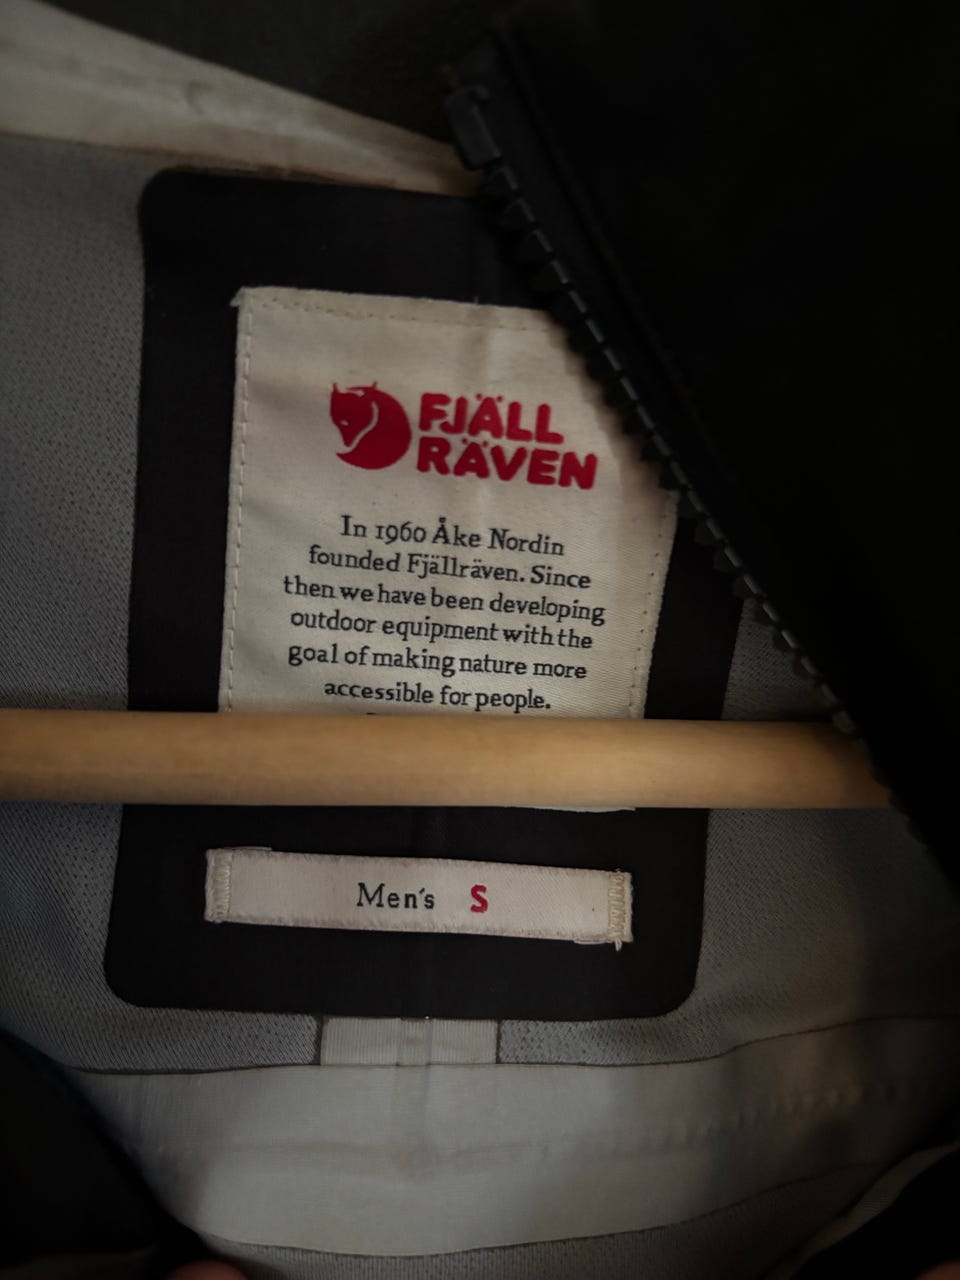 FJÄLL
RÄVEN
In 1960 Åke Nordin
founded Fjällräven. Since
then we have been developing
outdoor equipment with the
goal of making nature more
accessible for people.
Men's S